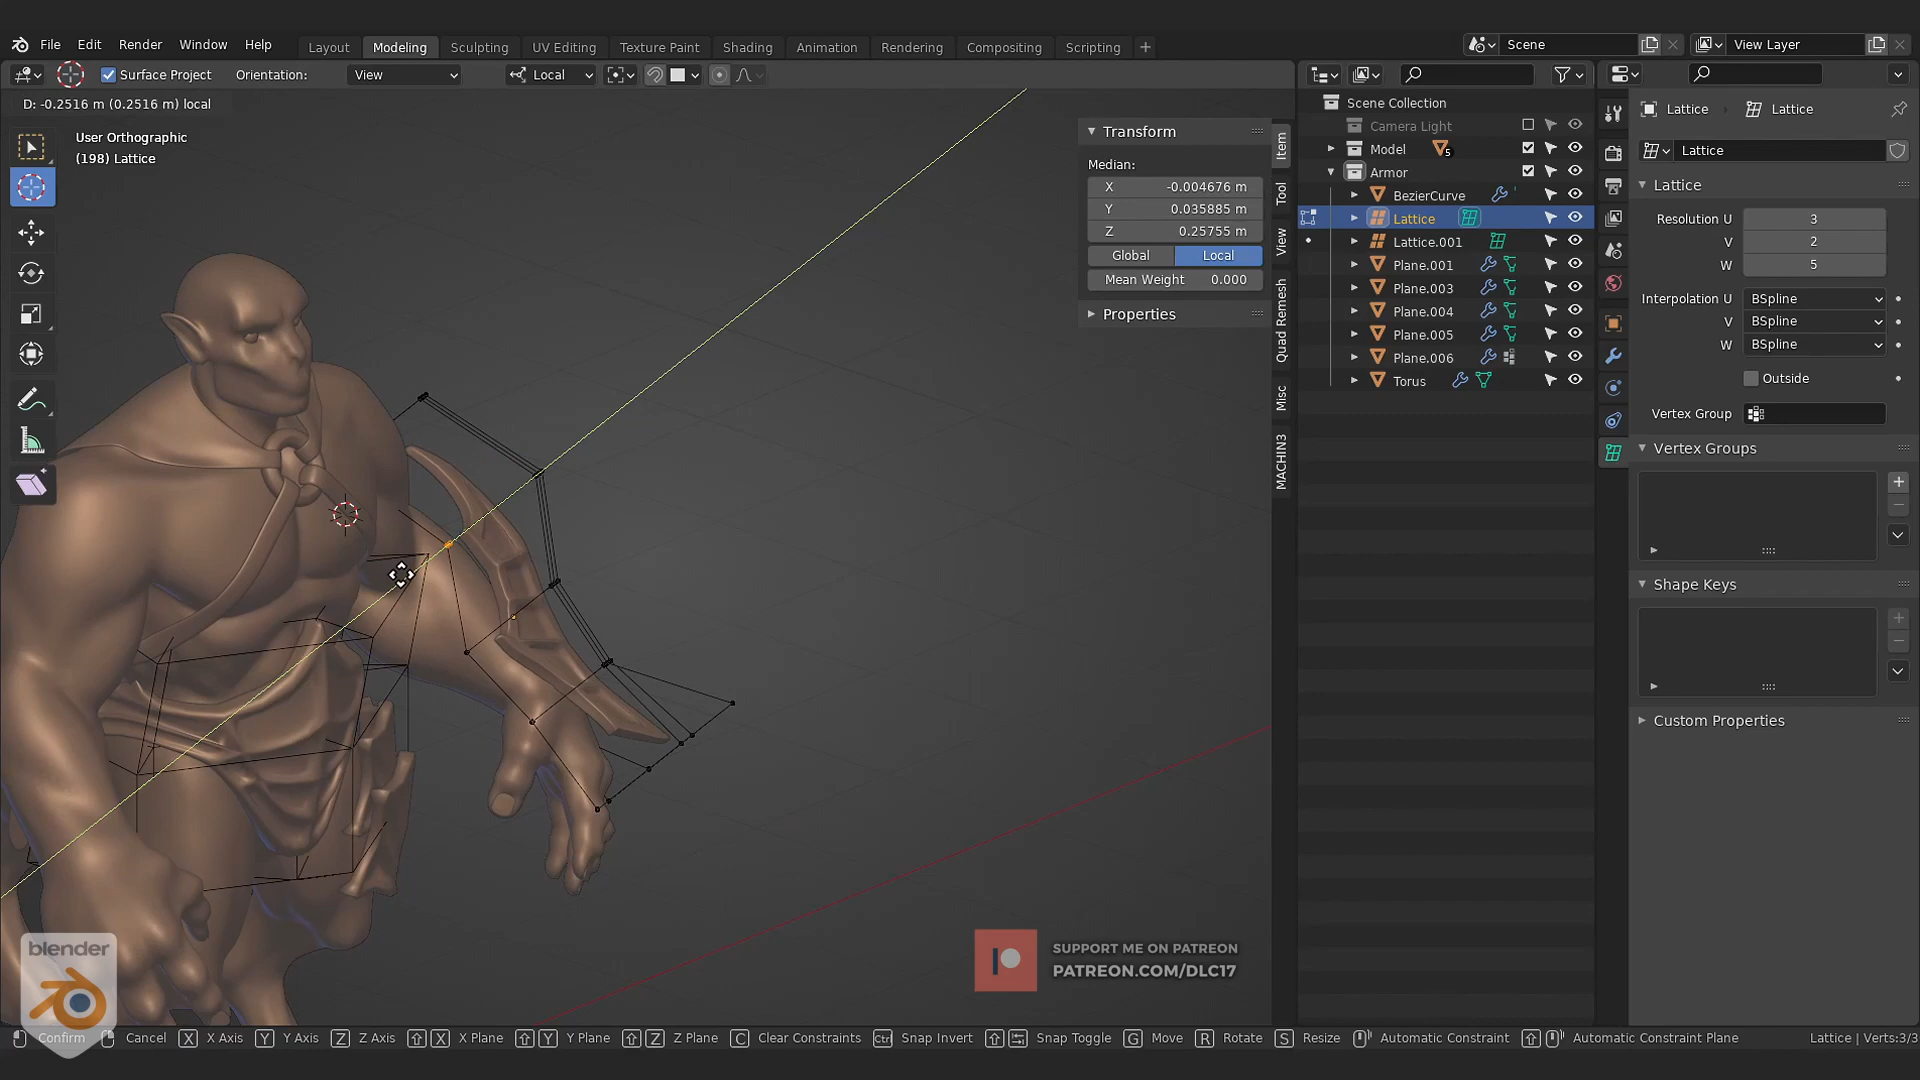 File Edit Render Window Help Layout Modeling Sculpting UV Editing Texture Paint Shading Animation Rendering Compositing Scripting + Scene View Layer
Surface Project Orientation: View Local
D: -0.2516 m (0.2516 m) local
User Orthographic
(198) Lattice
Transform
Median:
X -0.004676 m
Y 0.035885 m
Z 0.25755 m
Global Local
Mean Weight 0.000
Properties
Item
Tool
View
Quad Remesh
Misc
MACHIN3
Scene Collection
Camera Light
Model 5
Armor
BezierCurve
Lattice
Lattice.001
Plane.001
Plane.003
Plane.004
Plane.005
Plane.006
Torus
Lattice Lattice
Lattice
Lattice
Resolution U 3
V 2
W 5
Interpolation U BSpline
V BSpline
W BSpline
Outside
Vertex Group
Vertex Groups
Shape Keys
Custom Properties
SUPPORT ME ON PATREON
PATREON.COM/DLC17
blender
Confirm Cancel X X Axis Y Y Axis Z Z Axis X X Plane Y Y Plane Z Z Plane C Clear Constraints Ctrl Snap Invert Snap Toggle G Move R Rotate S Resize Automatic Constraint Automatic Constraint Plane Lattice | Verts:3/3